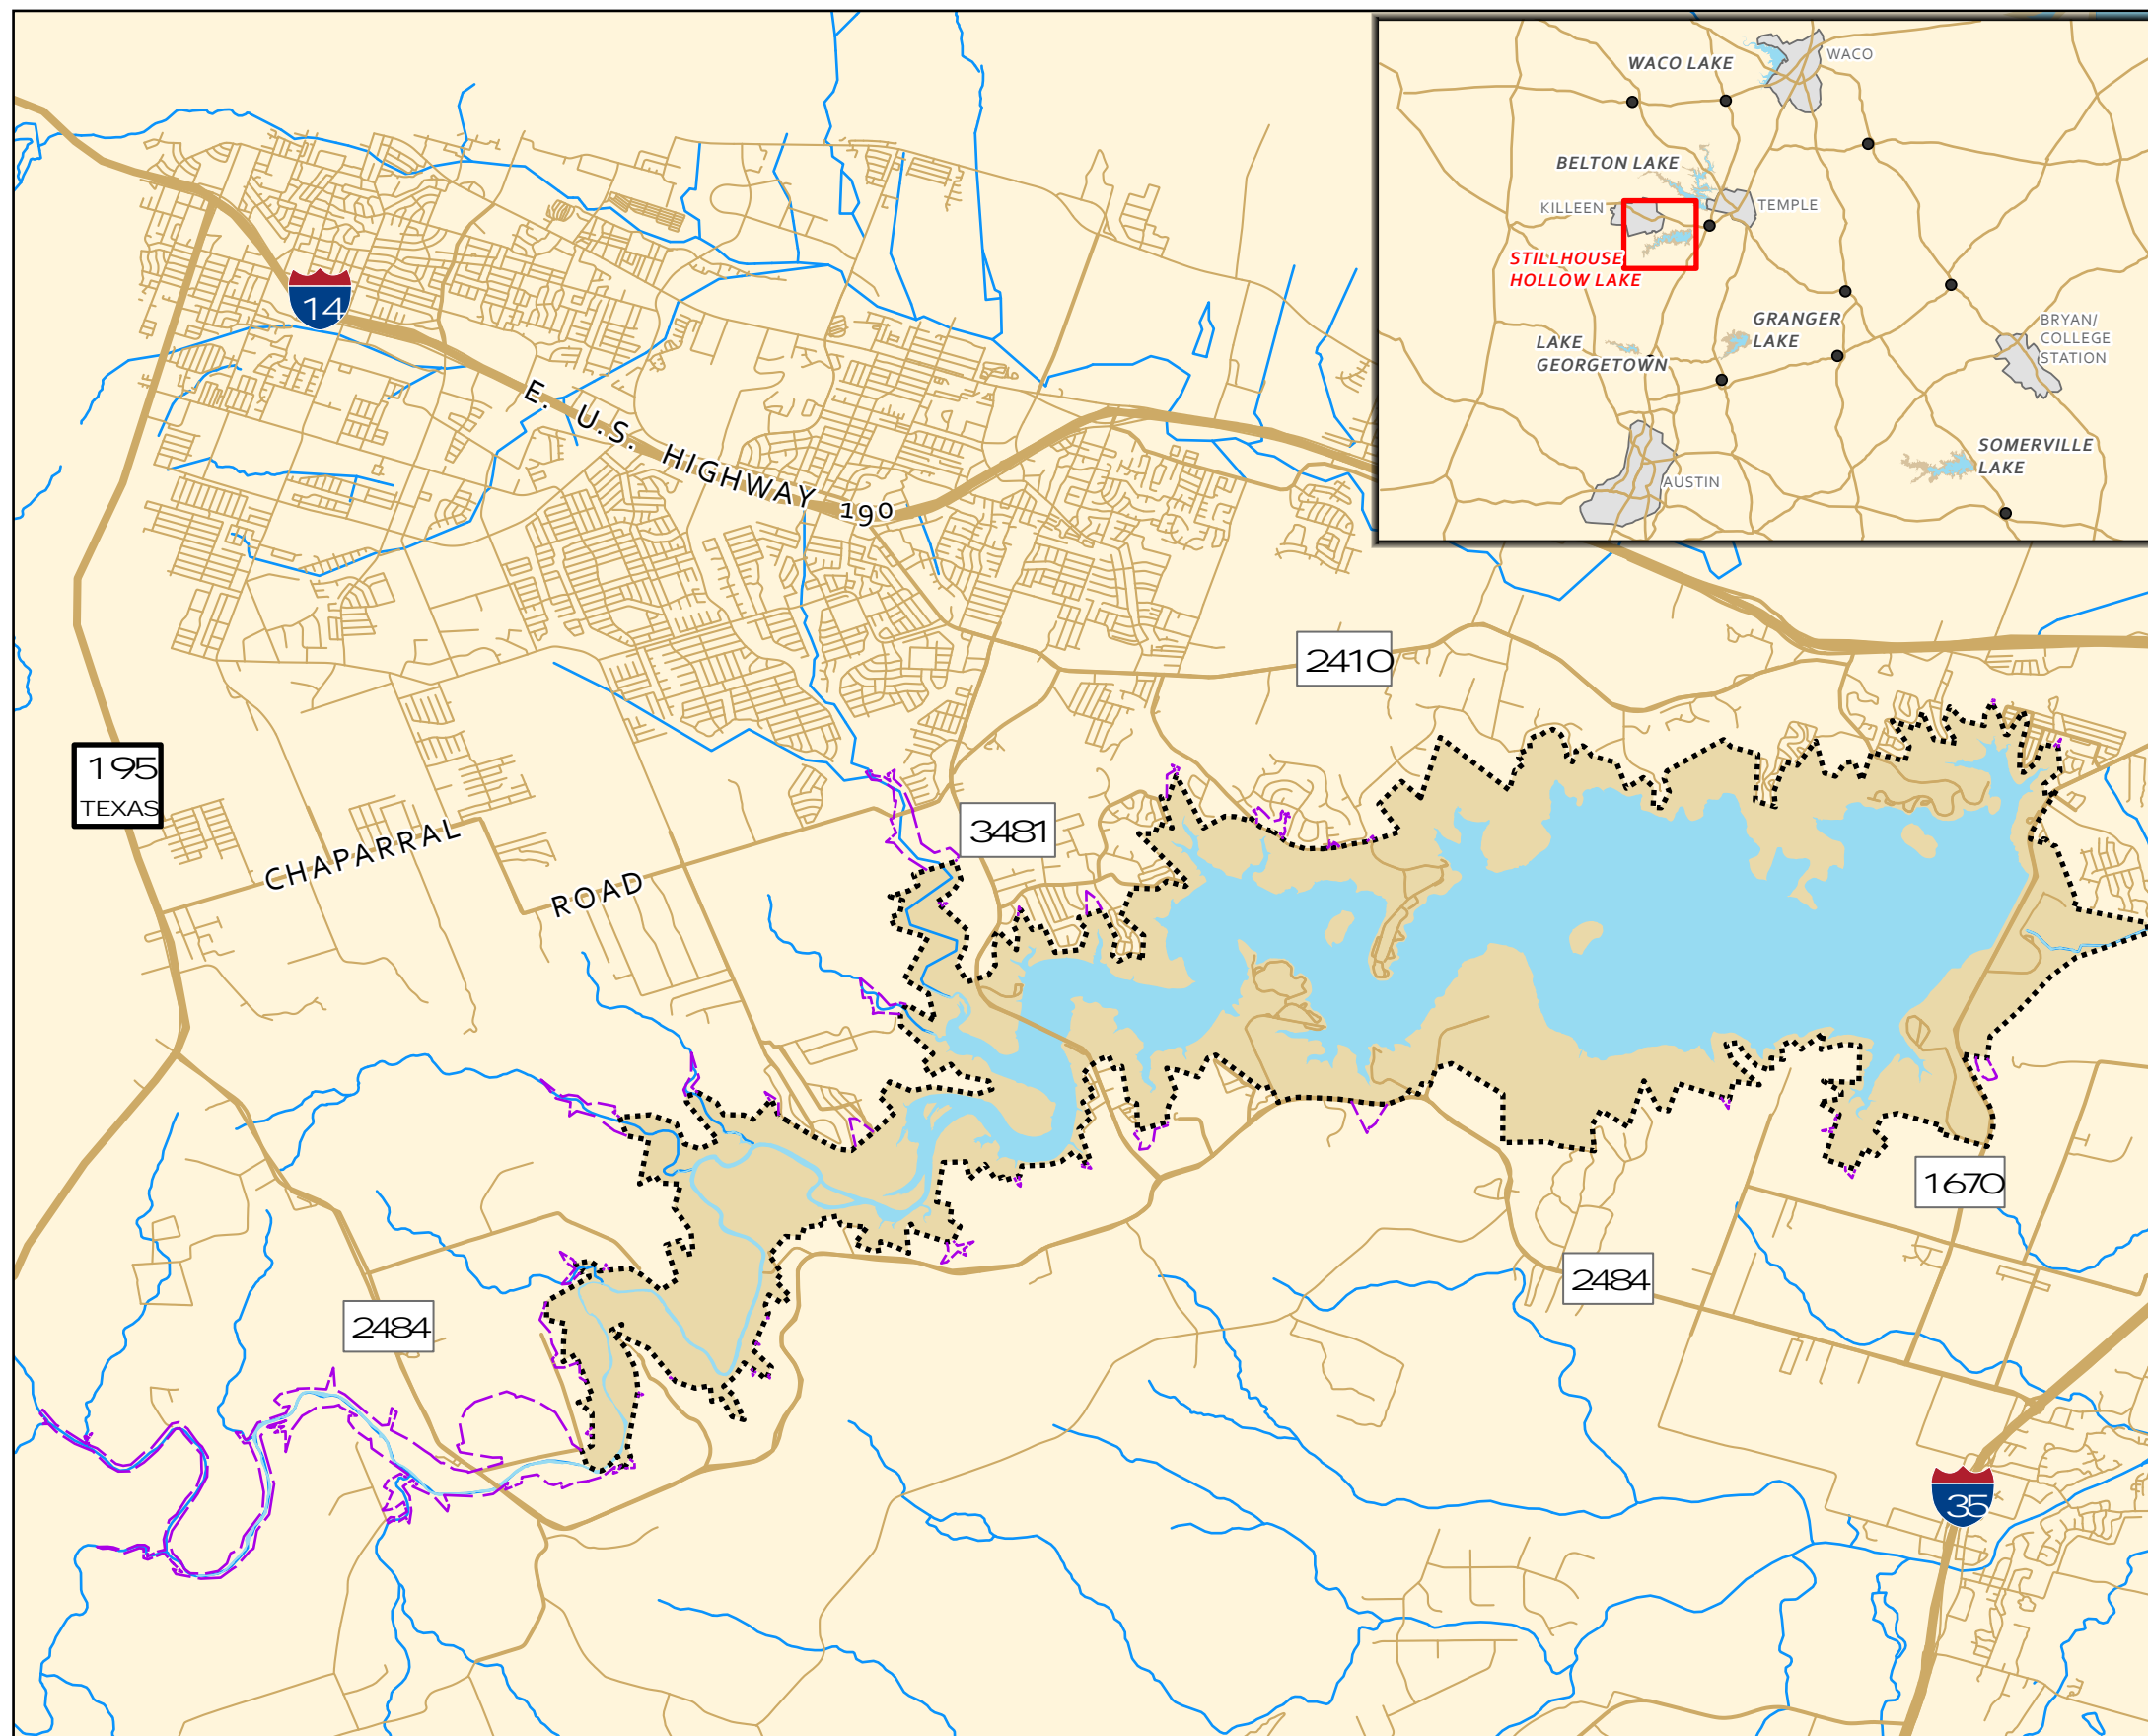 WACO LAKE
WACO
BELTON LAKE
KILLEEN
TEMPLE
STILLHOUSE
HOLLOW LAKE
GRANGER
LAKE
LAKE
GEORGETOWN
BRYAN/
COLLEGE
STATION
SOMERVILLE
LAKE
AUSTIN
14
E. U.S. HIGHWAY 190
2410
195
TEXAS
CHAPARRAL
ROAD
3481
1670
2484
2484
35